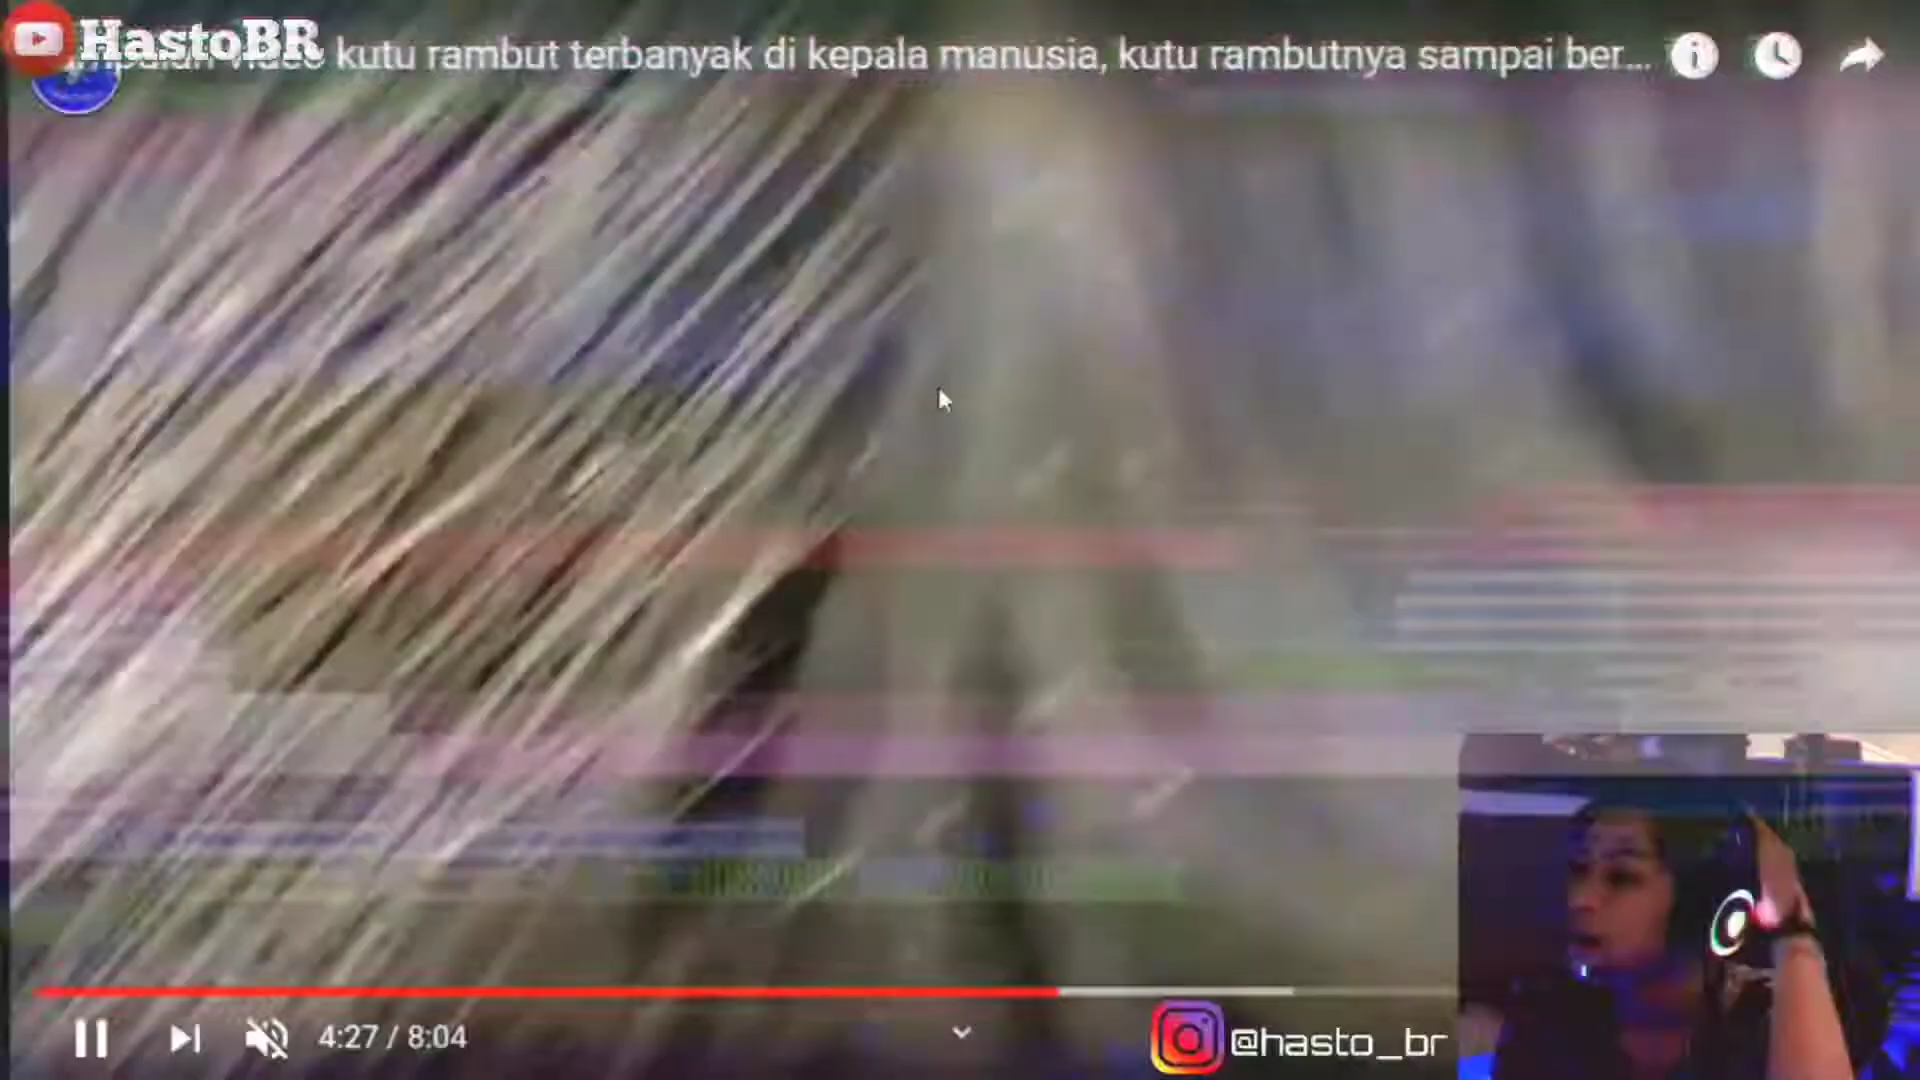 HastoBR
kutu rambut terbanyak di kepala manusia, kutu rambutnya sampai ber...
4:27 / 8:04
@hasto_br